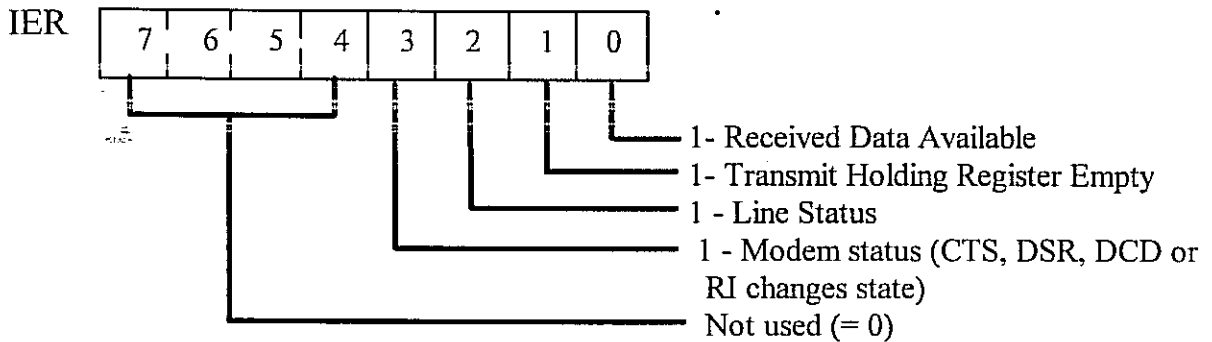 IER
7 6 5 4 3 2 1 0
1- Received Data Available
1- Transmit Holding Register Empty
1 - Line Status
1 - Modem status (CTS, DSR, DCD or
RI changes state)
Not used (= 0)